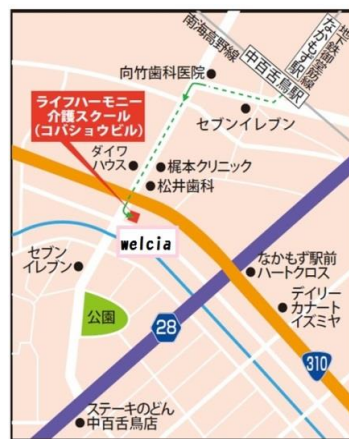 南海高野線
中百舌鳥駅
地下鉄御堂筋線
なかもず駅
向竹歯科医院
セブンイレブン
ライフハーモニー
介護スクール
(コバショウビル)
ダイワ
ハウス
梶本クリニック
松井歯科
welcia
セブン
イレブン
なかもず駅前
ハートクロス
デイリー
カナート
イズミヤ
公園
28
310
ステーキのどん
中百舌鳥店